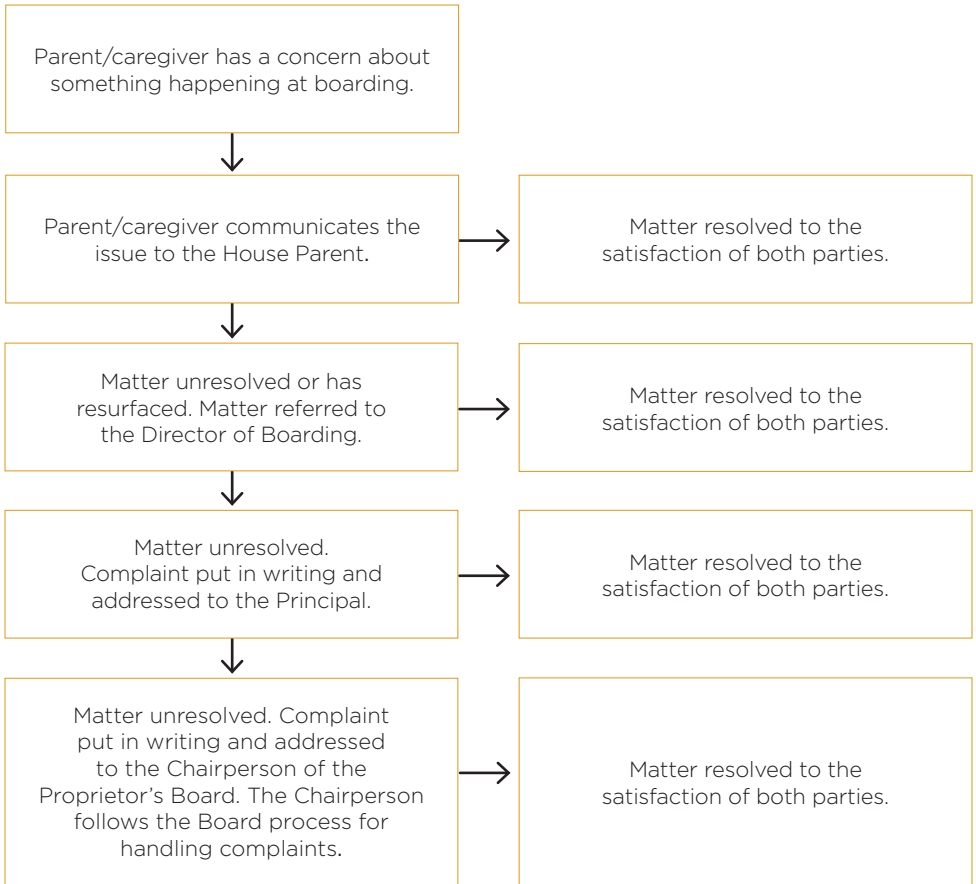 Parent/caregiver has a concern about
something happening at boarding.
Parent/caregiver communicates the
issue to the House Parent.
Matter resolved to the
satisfaction of both parties.
Matter unresolved or has
resurfaced. Matter referred to
the Director of Boarding.
Matter resolved to the
satisfaction of both parties.
Matter unresolved.
Complaint put in writing and
addressed to the Principal.
Matter resolved to the
satisfaction of both parties.
Matter unresolved. Complaint
put in writing and addressed
to the Chairperson of the
Proprietor’s Board. The Chairperson
follows the Board process for
handling complaints.
Matter resolved to the
satisfaction of both parties.